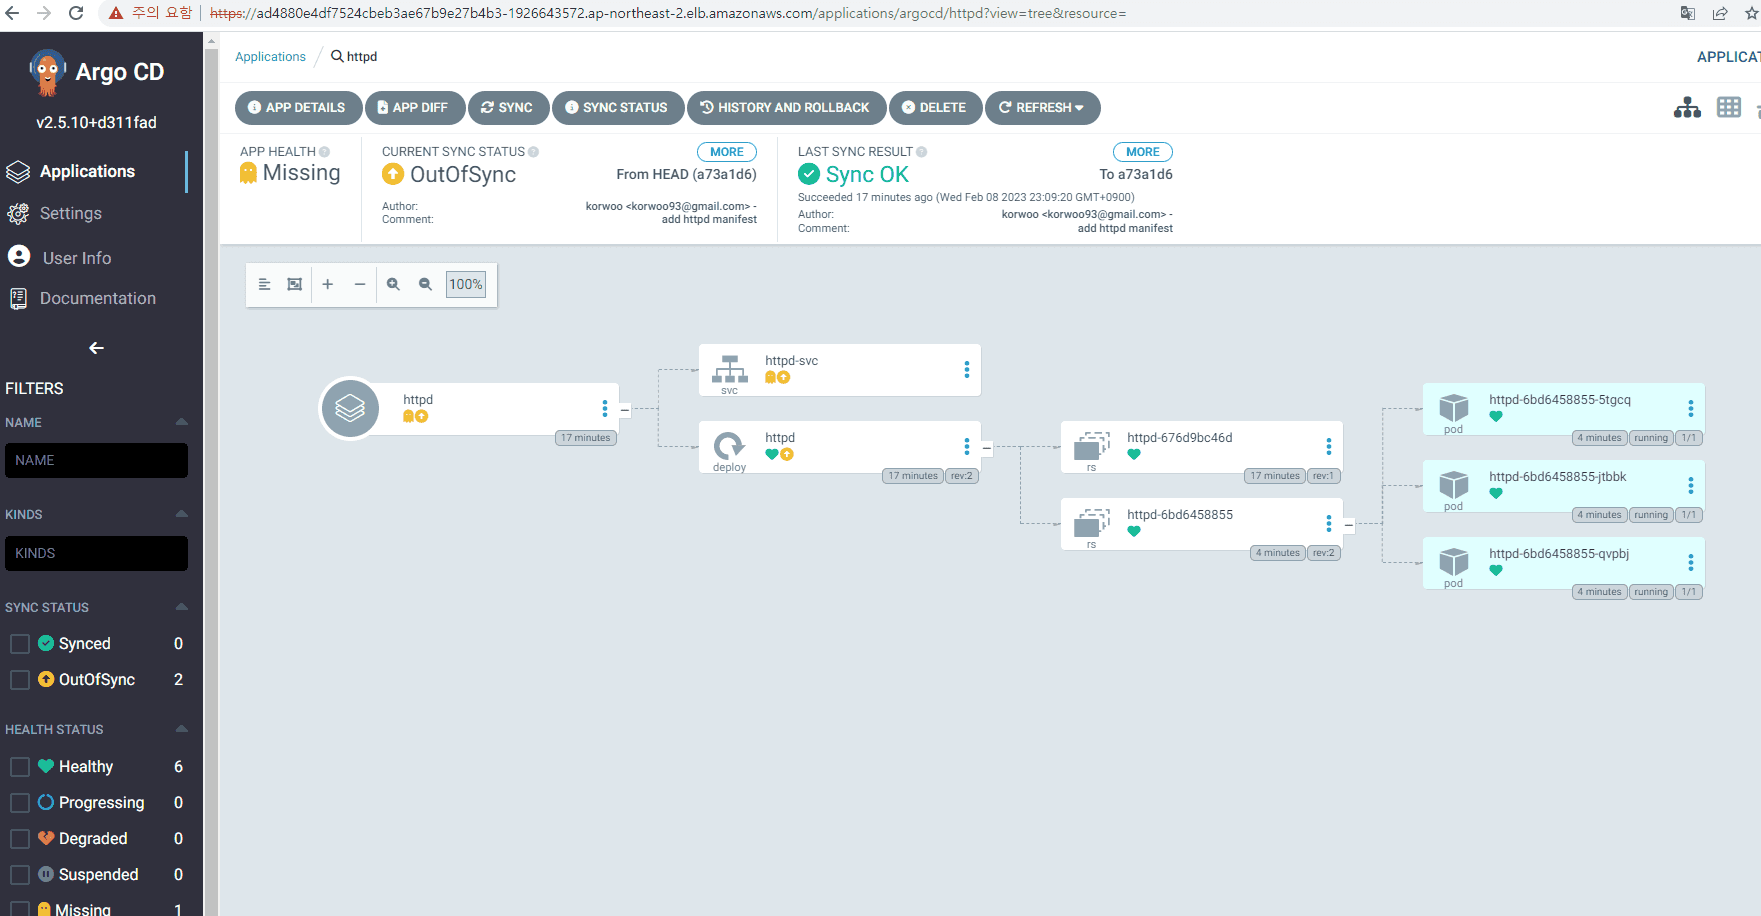 주의 요함 | https://ad4880e4df7524cbeb3ae67b9e27b4b3-1926643572.ap-northeast-2.elb.amazonaws.com/applications/argocd/httpd?view=tree&resource=
Argo CD
v2.5.10+d311fad
Applications
Settings
User Info
Documentation
FILTERS
NAME
NAME
KINDS
KINDS
SYNC STATUS
Synced 0
OutOfSync 2
HEALTH STATUS
Healthy 6
Progressing 0
Degraded 0
Suspended 0
Missing 1
Applications / httpd
APPLICAT
APP DETAILS APP DIFF SYNC SYNC STATUS HISTORY AND ROLLBACK DELETE REFRESH
APP HEALTH
Missing
CURRENT SYNC STATUS MORE
OutOfSync From HEAD (a73a1d6)
Author: korwoo <korwoo93@gmail.com> -
Comment: add httpd manifest
LAST SYNC RESULT MORE
Sync OK To a73a1d6
Succeeded 17 minutes ago (Wed Feb 08 2023 23:09:20 GMT+0900)
Author: korwoo <korwoo93@gmail.com> -
Comment: add httpd manifest
100%
httpd
17 minutes
httpd-svc
svc
httpd
deploy
17 minutes rev:2
httpd-676d9bc46d
rs
17 minutes rev:1
httpd-6bd6458855
rs
4 minutes rev:2
httpd-6bd6458855-5tgcq
pod
4 minutes running 1/1
httpd-6bd6458855-jtbbk
pod
4 minutes running 1/1
httpd-6bd6458855-qvpbj
pod
4 minutes running 1/1